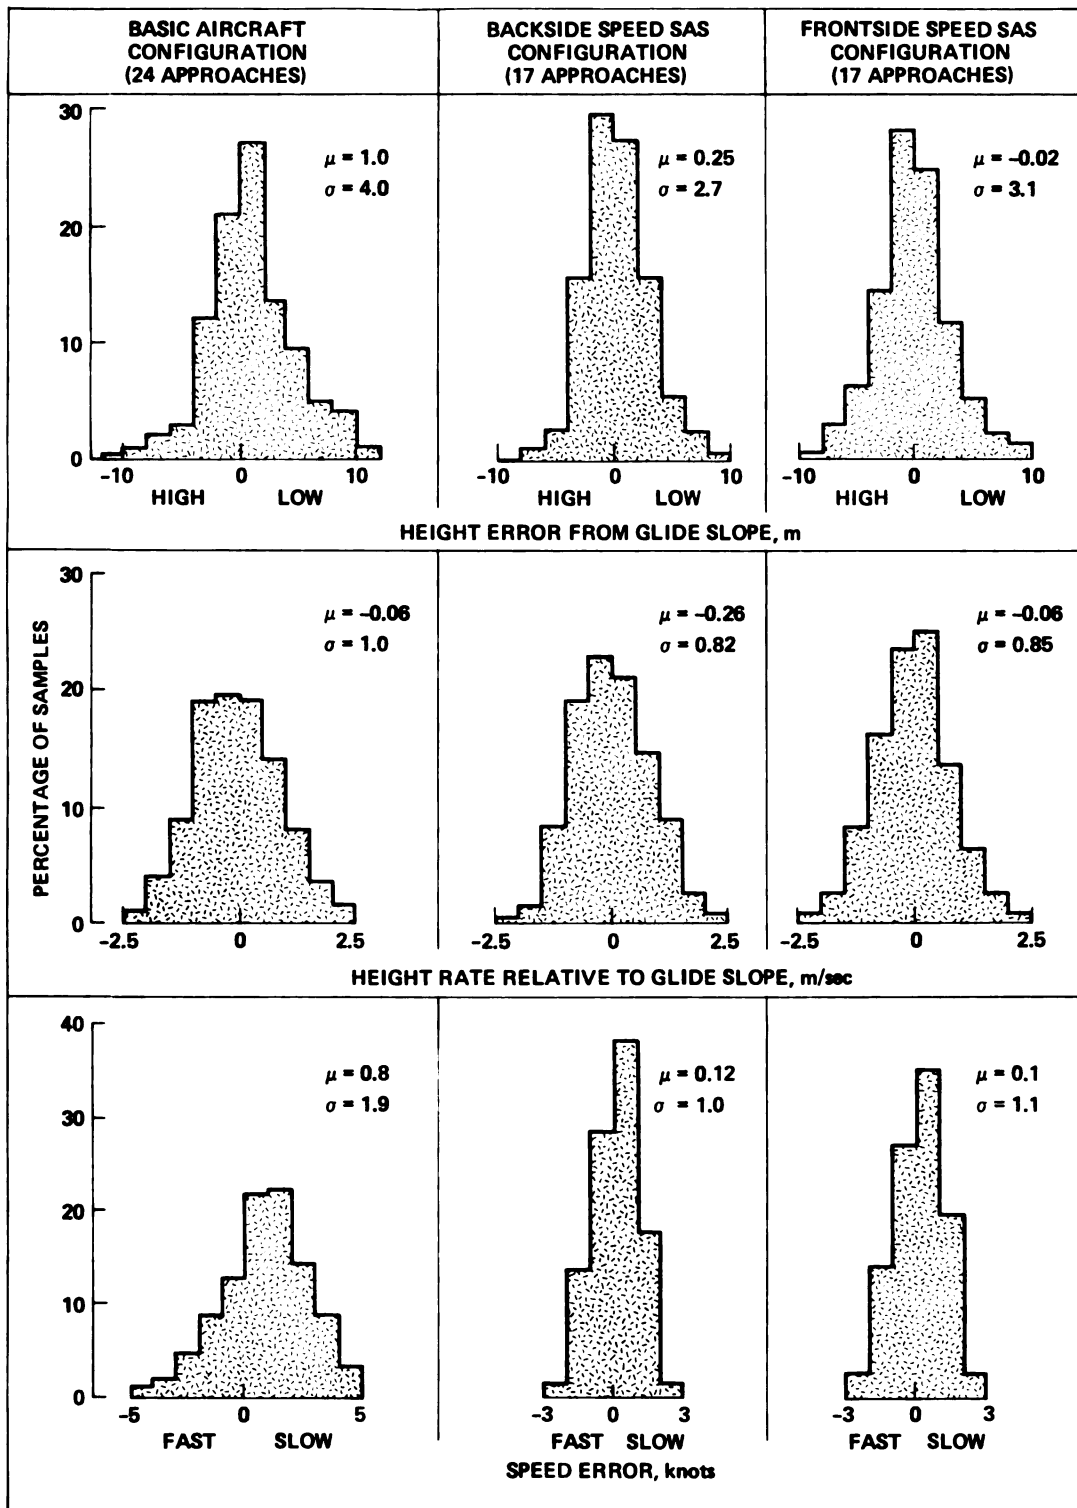 BASIC AIRCRAFT
CONFIGURATION
(24 APPROACHES)
BACKSIDE SPEED SAS
CONFIGURATION
(17 APPROACHES)
FRONTSIDE SPEED SAS
CONFIGURATION
(17 APPROACHES)
30
20
10
0
μ = 1.0
σ = 4.0
-10 0 10
HIGH LOW
μ = 0.25
σ = 2.7
-10 0 10
HIGH LOW
μ = -0.02
σ = 3.1
-10 0 10
HIGH LOW
HEIGHT ERROR FROM GLIDE SLOPE, m
PERCENTAGE OF SAMPLES
30
20
10
0
μ = -0.06
σ = 1.0
-2.5 0 2.5
μ = -0.26
σ = 0.82
-2.5 0 2.5
μ = -0.06
σ = 0.85
-2.5 0 2.5
HEIGHT RATE RELATIVE TO GLIDE SLOPE, m/sec
40
30
20
10
0
μ = 0.8
σ = 1.9
-5 0 5
FAST SLOW
μ = 0.12
σ = 1.0
-3 0 3
FAST SLOW
μ = 0.1
σ = 1.1
-3 0 3
FAST SLOW
SPEED ERROR, knots